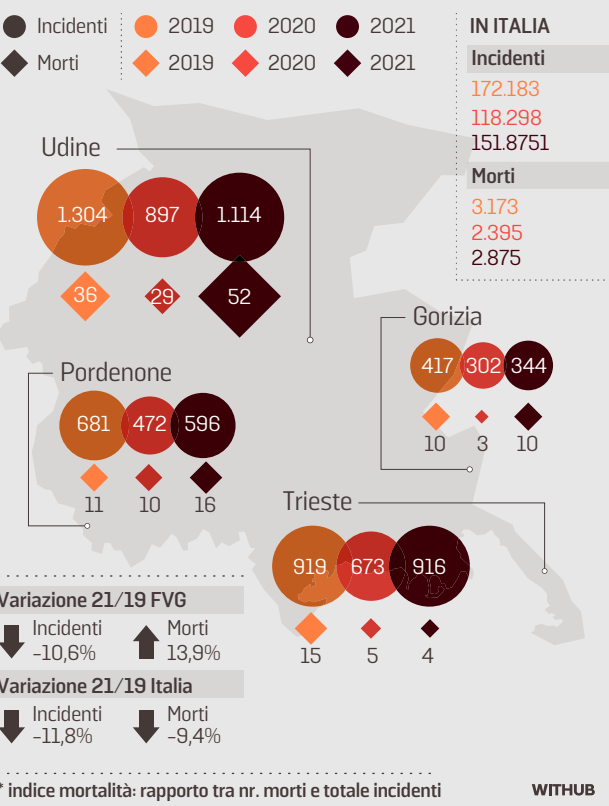 Incidenti 2019 2020 2021
Morti 2019 2020 2021
IN ITALIA
Incidenti
172.183
118.298
151.8751
Morti
3.173
2.395
2.875
Udine
1.304 897 1.114
36 29 52
Gorizia
417 302 344
10 3 10
Pordenone
681 472 596
11 10 16
Trieste
919 673 916
15 5 4
Variazione 21/19 FVG
Incidenti Morti
-10,6% 13,9%
Variazione 21/19 Italia
Incidenti Morti
-11,8% -9,4%
* indice mortalità: rapporto tra nr. morti e totale incidenti
WITHUB